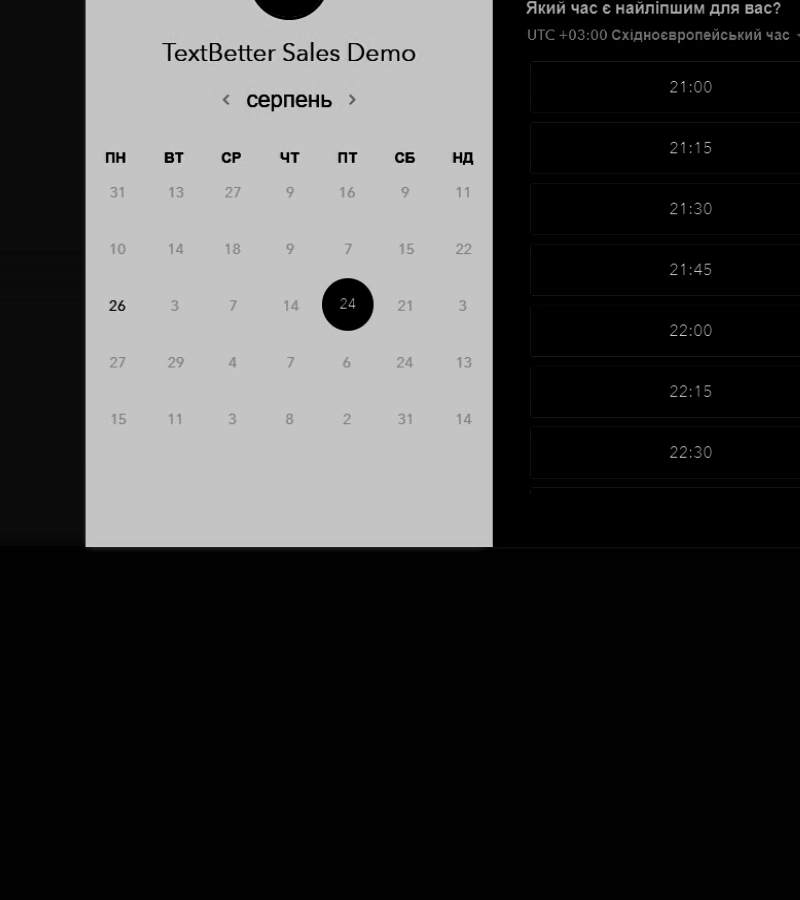 TextBetter Sales Demo
‹ серпень ›
ПН ВТ СР ЧТ ПТ СБ НД
31 13 27 9 16 9 11
10 14 18 9 7 15 22
26 3 7 14 24 21 3
27 29 4 7 6 24 13
15 11 3 8 2 31 14
Який час є найліпшим для вас?
UTC +03:00 Східноєвропейський час
21:00
21:15
21:30
21:45
22:00
22:15
22:30